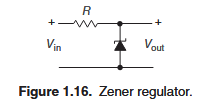 R
+ +
Vin Vout
Figure 1.16. Zener regulator.